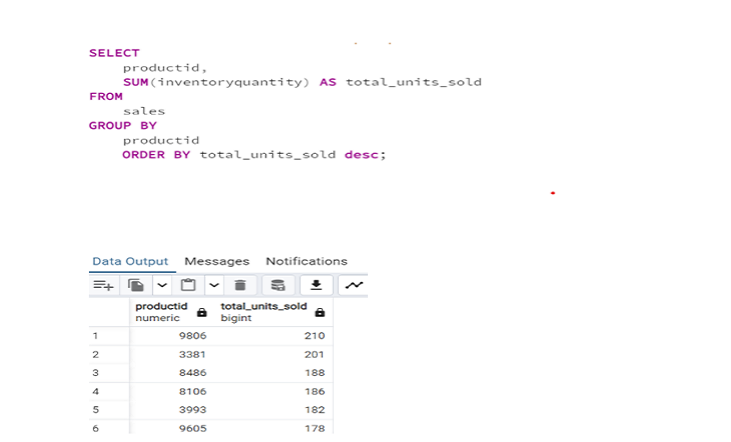 SELECT
productid,
SUM(inventoryquantity) AS total_units_sold
FROM
sales
GROUP BY
productid
ORDER BY total_units_sold desc;
Data Output Messages Notifications
productid total_units_sold
numeric bigint
1 9806 210
2 3381 201
3 8486 188
4 8106 186
5 3993 182
6 9605 178